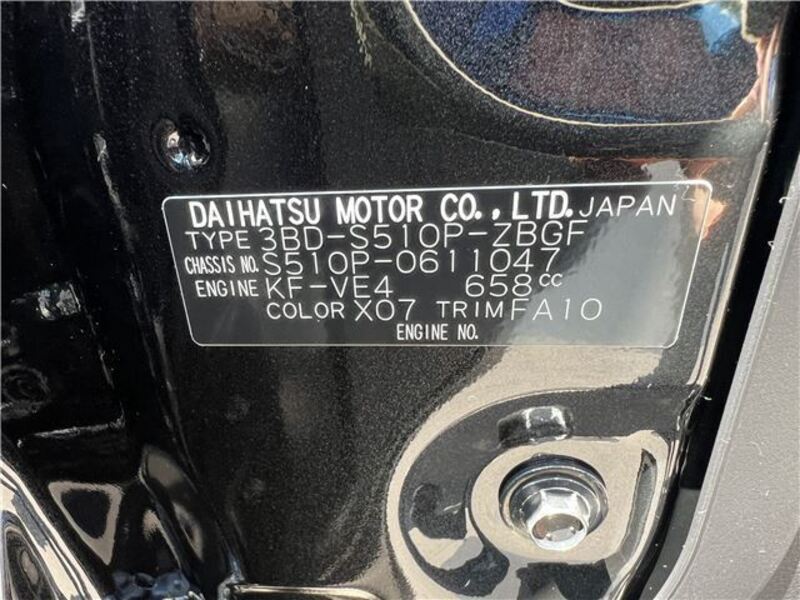 DAIHATSU MOTOR CO., LTD. JAPAN
TYPE 3BD-S510P-ZBGF
CHASSIS NO. S510P-0611047
ENGINE KF-VE4 658cc
COLOR X07 TRIM FA10
ENGINE NO.